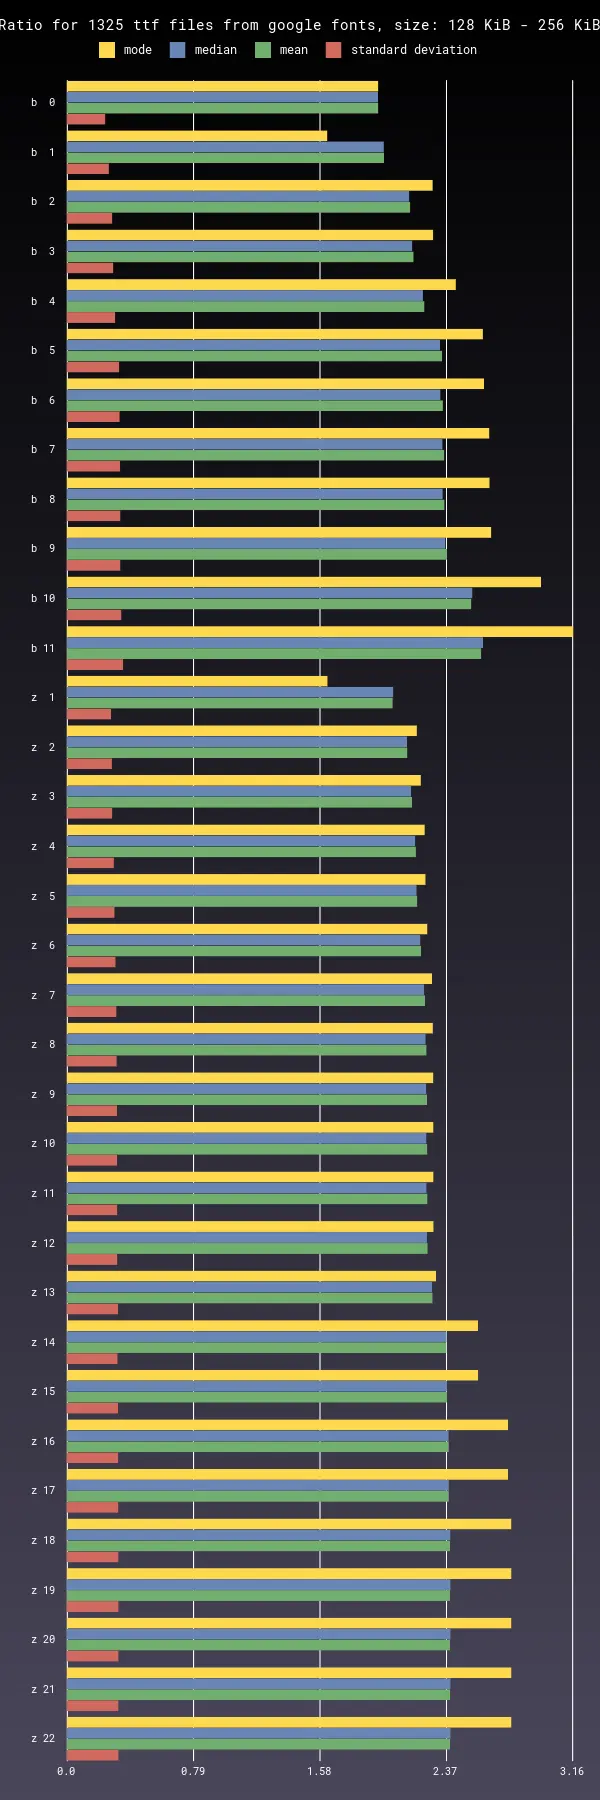 Ratio for 1325 ttf files from google fonts, size: 128 KiB - 256 KiB
mode median mean standard deviation
b 0
b 1
b 2
b 3
b 4
b 5
b 6
b 7
b 8
b 9
b 10
b 11
z 1
z 2
z 3
z 4
z 5
z 6
z 7
z 8
z 9
z 10
z 11
z 12
z 13
z 14
z 15
z 16
z 17
z 18
z 19
z 20
z 21
z 22
0.0 0.79 1.58 2.37 3.16